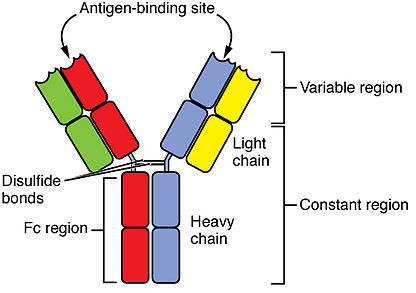 Antigen-binding site
Variable region
Light
chain
Disulfide
bonds
Constant region
Fc region
Heavy
chain